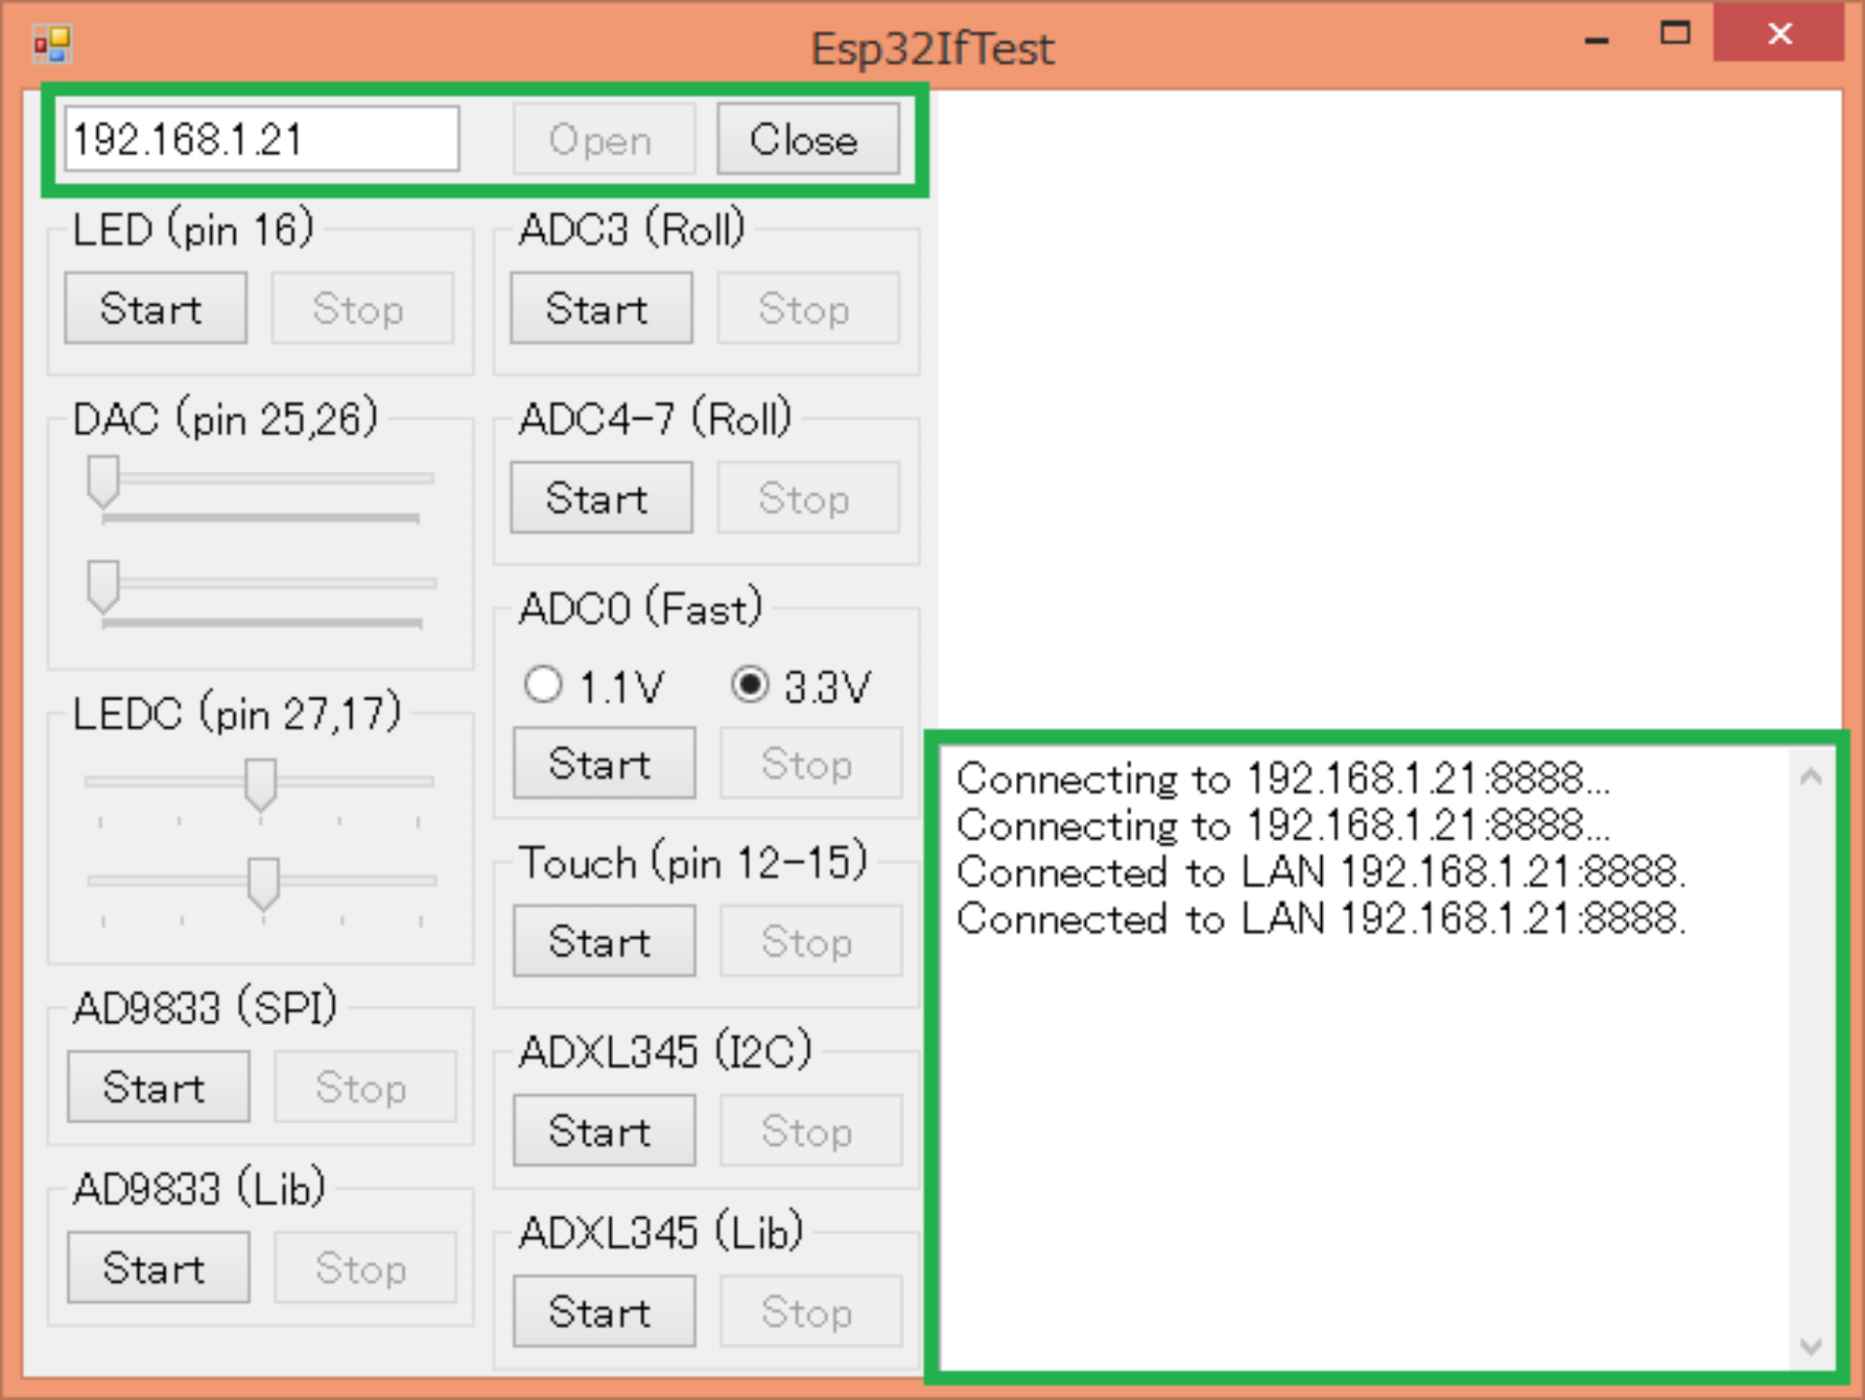 Esp32IfTest
192.168.1.21 Open Close
LED (pin 16)
Start Stop
DAC (pin 25,26)
LEDC (pin 27,17)
AD9833 (SPI)
Start Stop
AD9833 (Lib)
Start Stop
ADC3 (Roll)
Start Stop
ADC4-7 (Roll)
Start Stop
ADC0 (Fast)
1.1V 3.3V
Start Stop
Touch (pin 12-15)
Start Stop
ADXL345 (I2C)
Start Stop
ADXL345 (Lib)
Start Stop
Connecting to 192.168.1.21:8888...
Connecting to 192.168.1.21:8888...
Connected to LAN 192.168.1.21:8888.
Connected to LAN 192.168.1.21:8888.